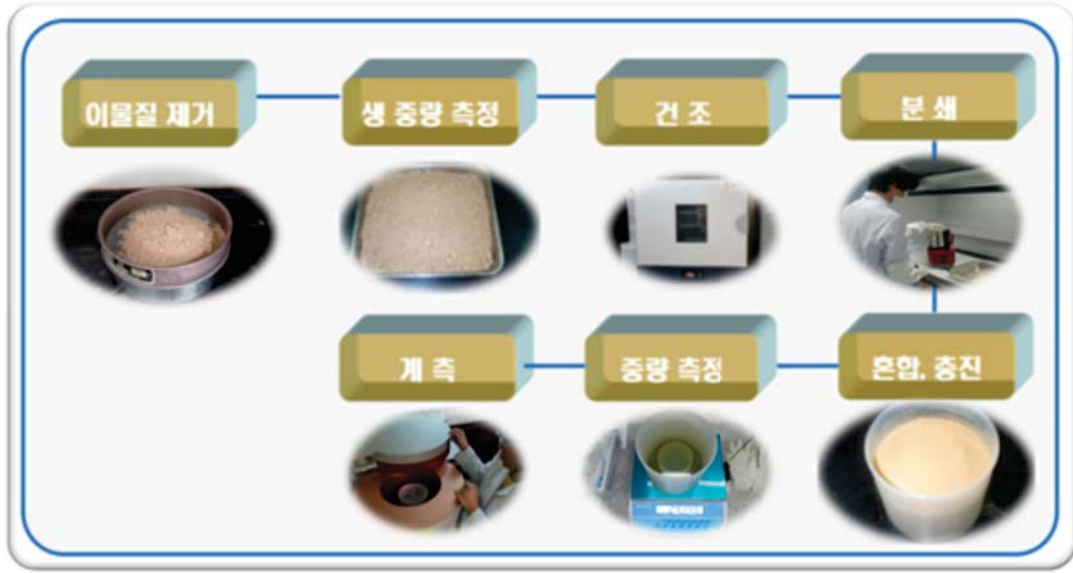 이물질 제거
생 중량 측정
건 조
분 쇄
혼합, 충진
중량 측정
계 측